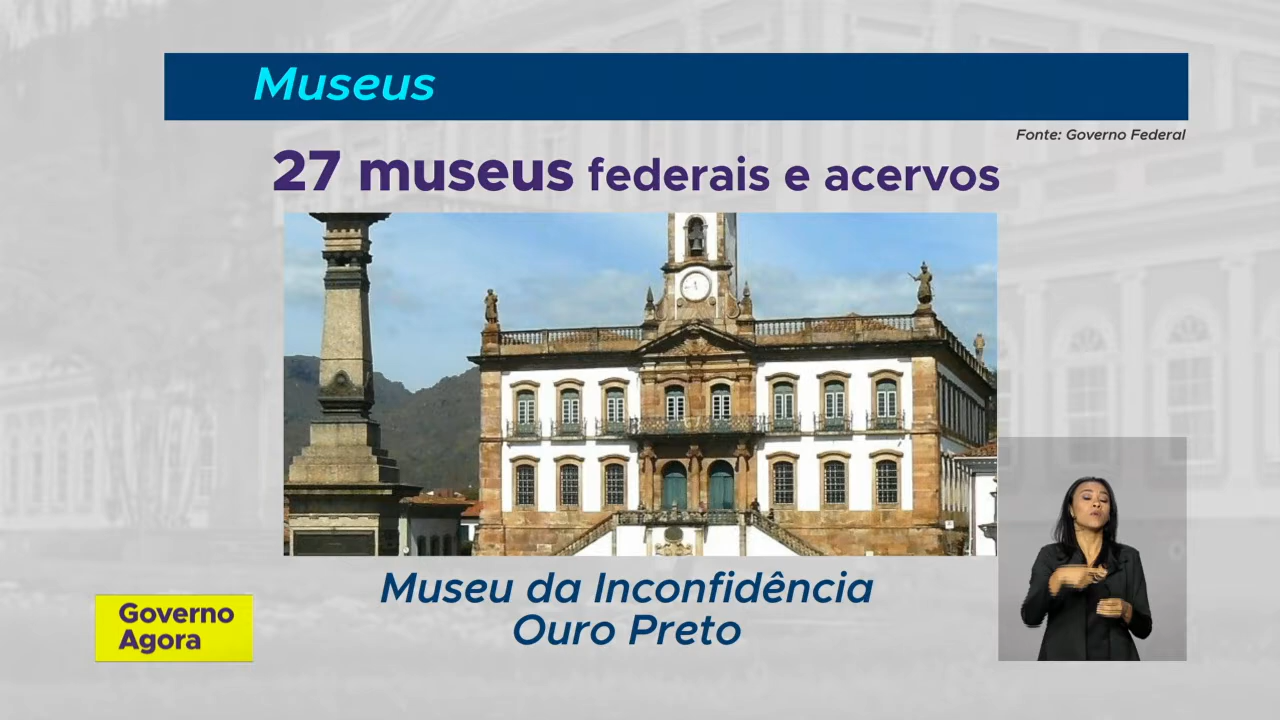 Museus
Fonte: Governo Federal
27 museus federais e acervos
Museu da Inconfidência
Ouro Preto
Governo
Agora